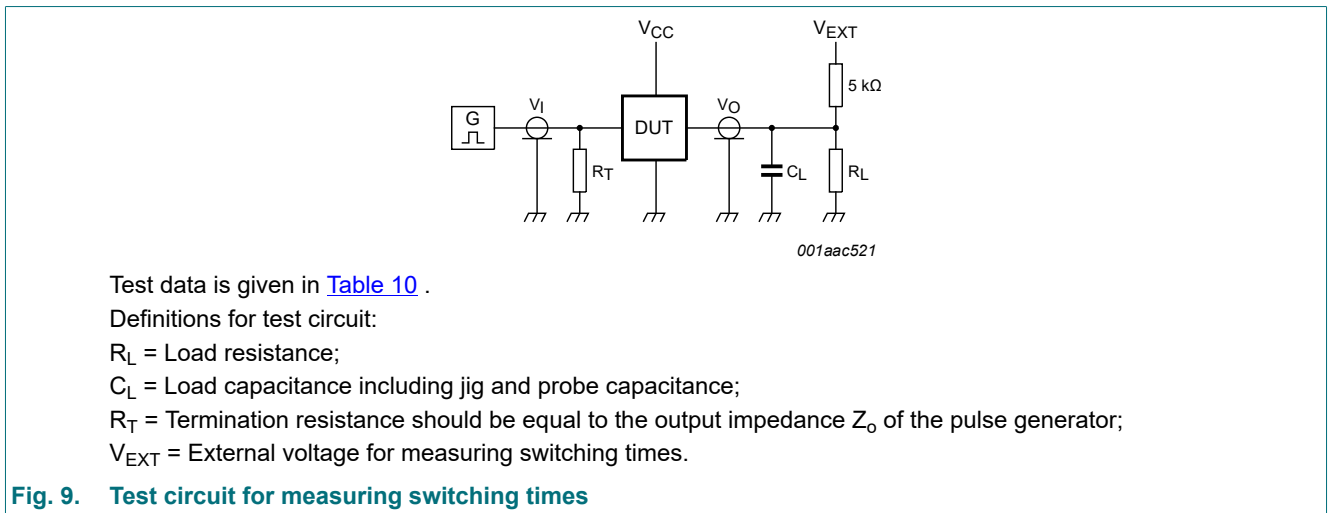 VCC
VEXT
5 kΩ
G
VI
DUT
VO
RT
CL
RL
001aac521
Test data is given in Table 10 .
Definitions for test circuit:
RL = Load resistance;
CL = Load capacitance including jig and probe capacitance;
RT = Termination resistance should be equal to the output impedance Zo of the pulse generator;
VEXT = External voltage for measuring switching times.
Fig. 9. Test circuit for measuring switching times